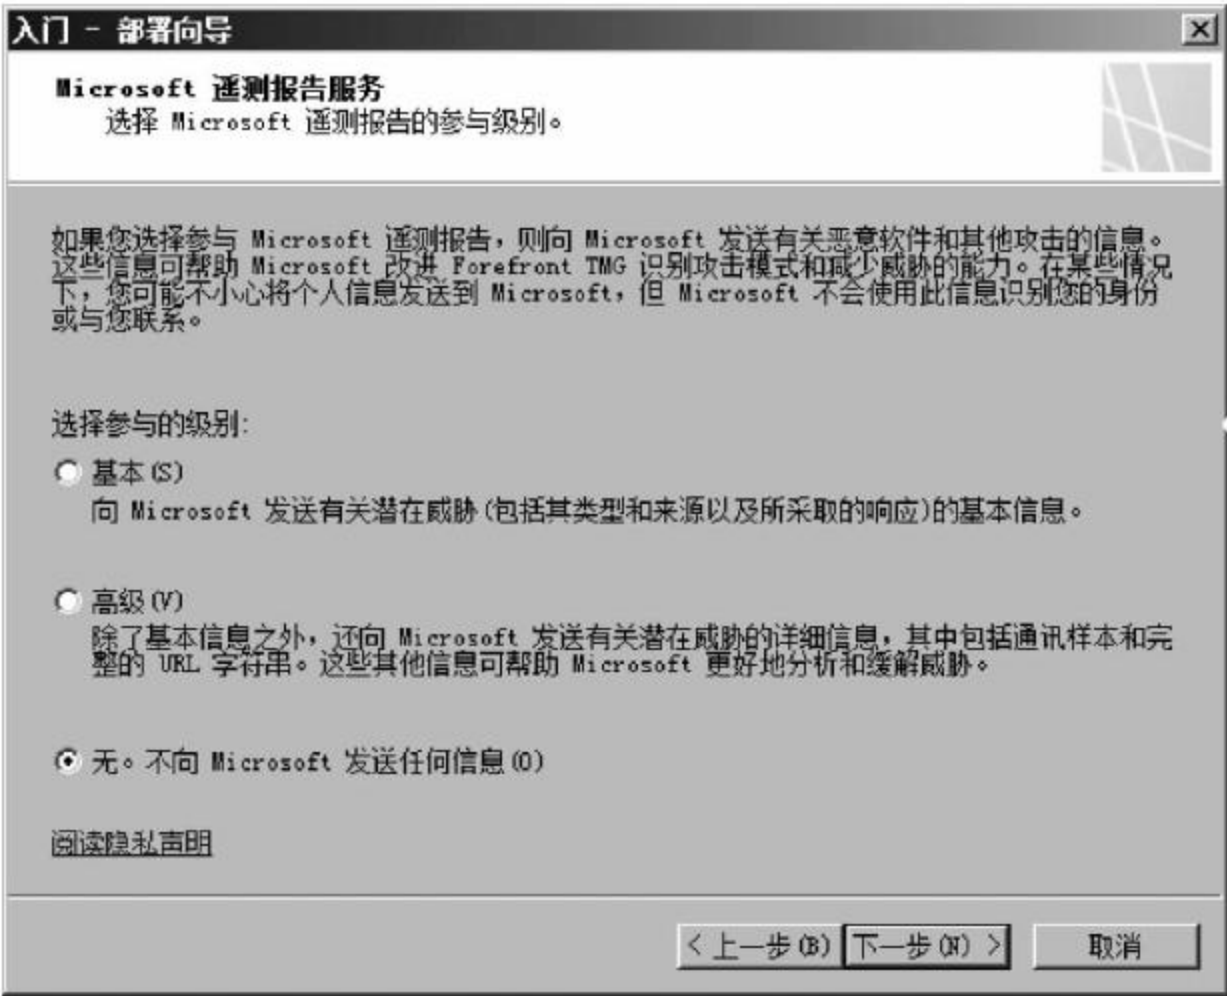 入门 - 部署向导
Microsoft 遥测报告服务
选择 Microsoft 遥测报告的参与级别。
如果您选择参与 Microsoft 遥测报告，则向 Microsoft 发送有关恶意软件和其他攻击的信息。
这些信息可帮助 Microsoft 改进 Forefront TMG 识别攻击模式和减少威胁的能力。在某些情况
下，您可能不小心将个人信息发送到 Microsoft，但 Microsoft 不会使用此信息识别您的身份
或与您联系。
选择参与的级别:
基本(S)
向 Microsoft 发送有关潜在威胁(包括其类型和来源以及所采取的响应)的基本信息。
高级(V)
除了基本信息之外，还向 Microsoft 发送有关潜在威胁的详细信息，其中包括通讯样本和完
整的 URL 字符串。这些其他信息可帮助 Microsoft 更好地分析和缓解威胁。
无。不向 Microsoft 发送任何信息(O)
阅读隐私声明
< 上一步(B) 下一步(N) > 取消